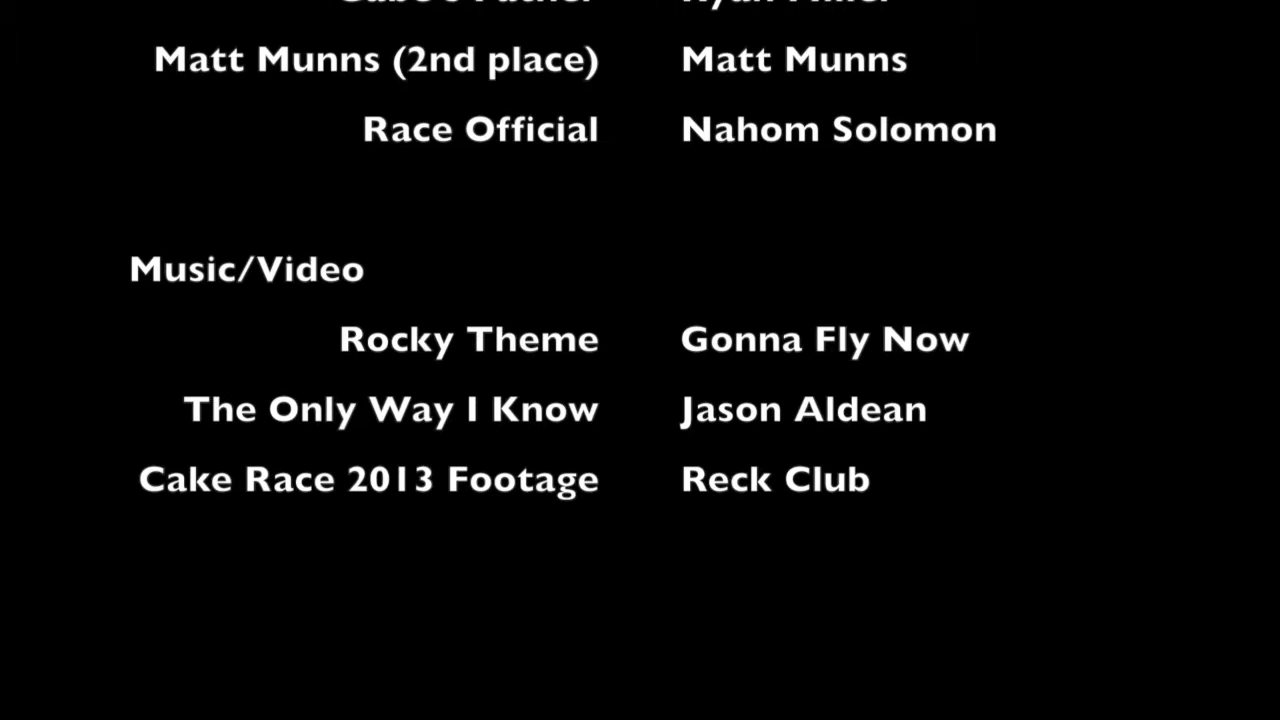 Matt Munns (2nd place) Matt Munns
Race Official Nahom Solomon
Music/Video
Rocky Theme Gonna Fly Now
The Only Way I Know Jason Aldean
Cake Race 2013 Footage Reck Club